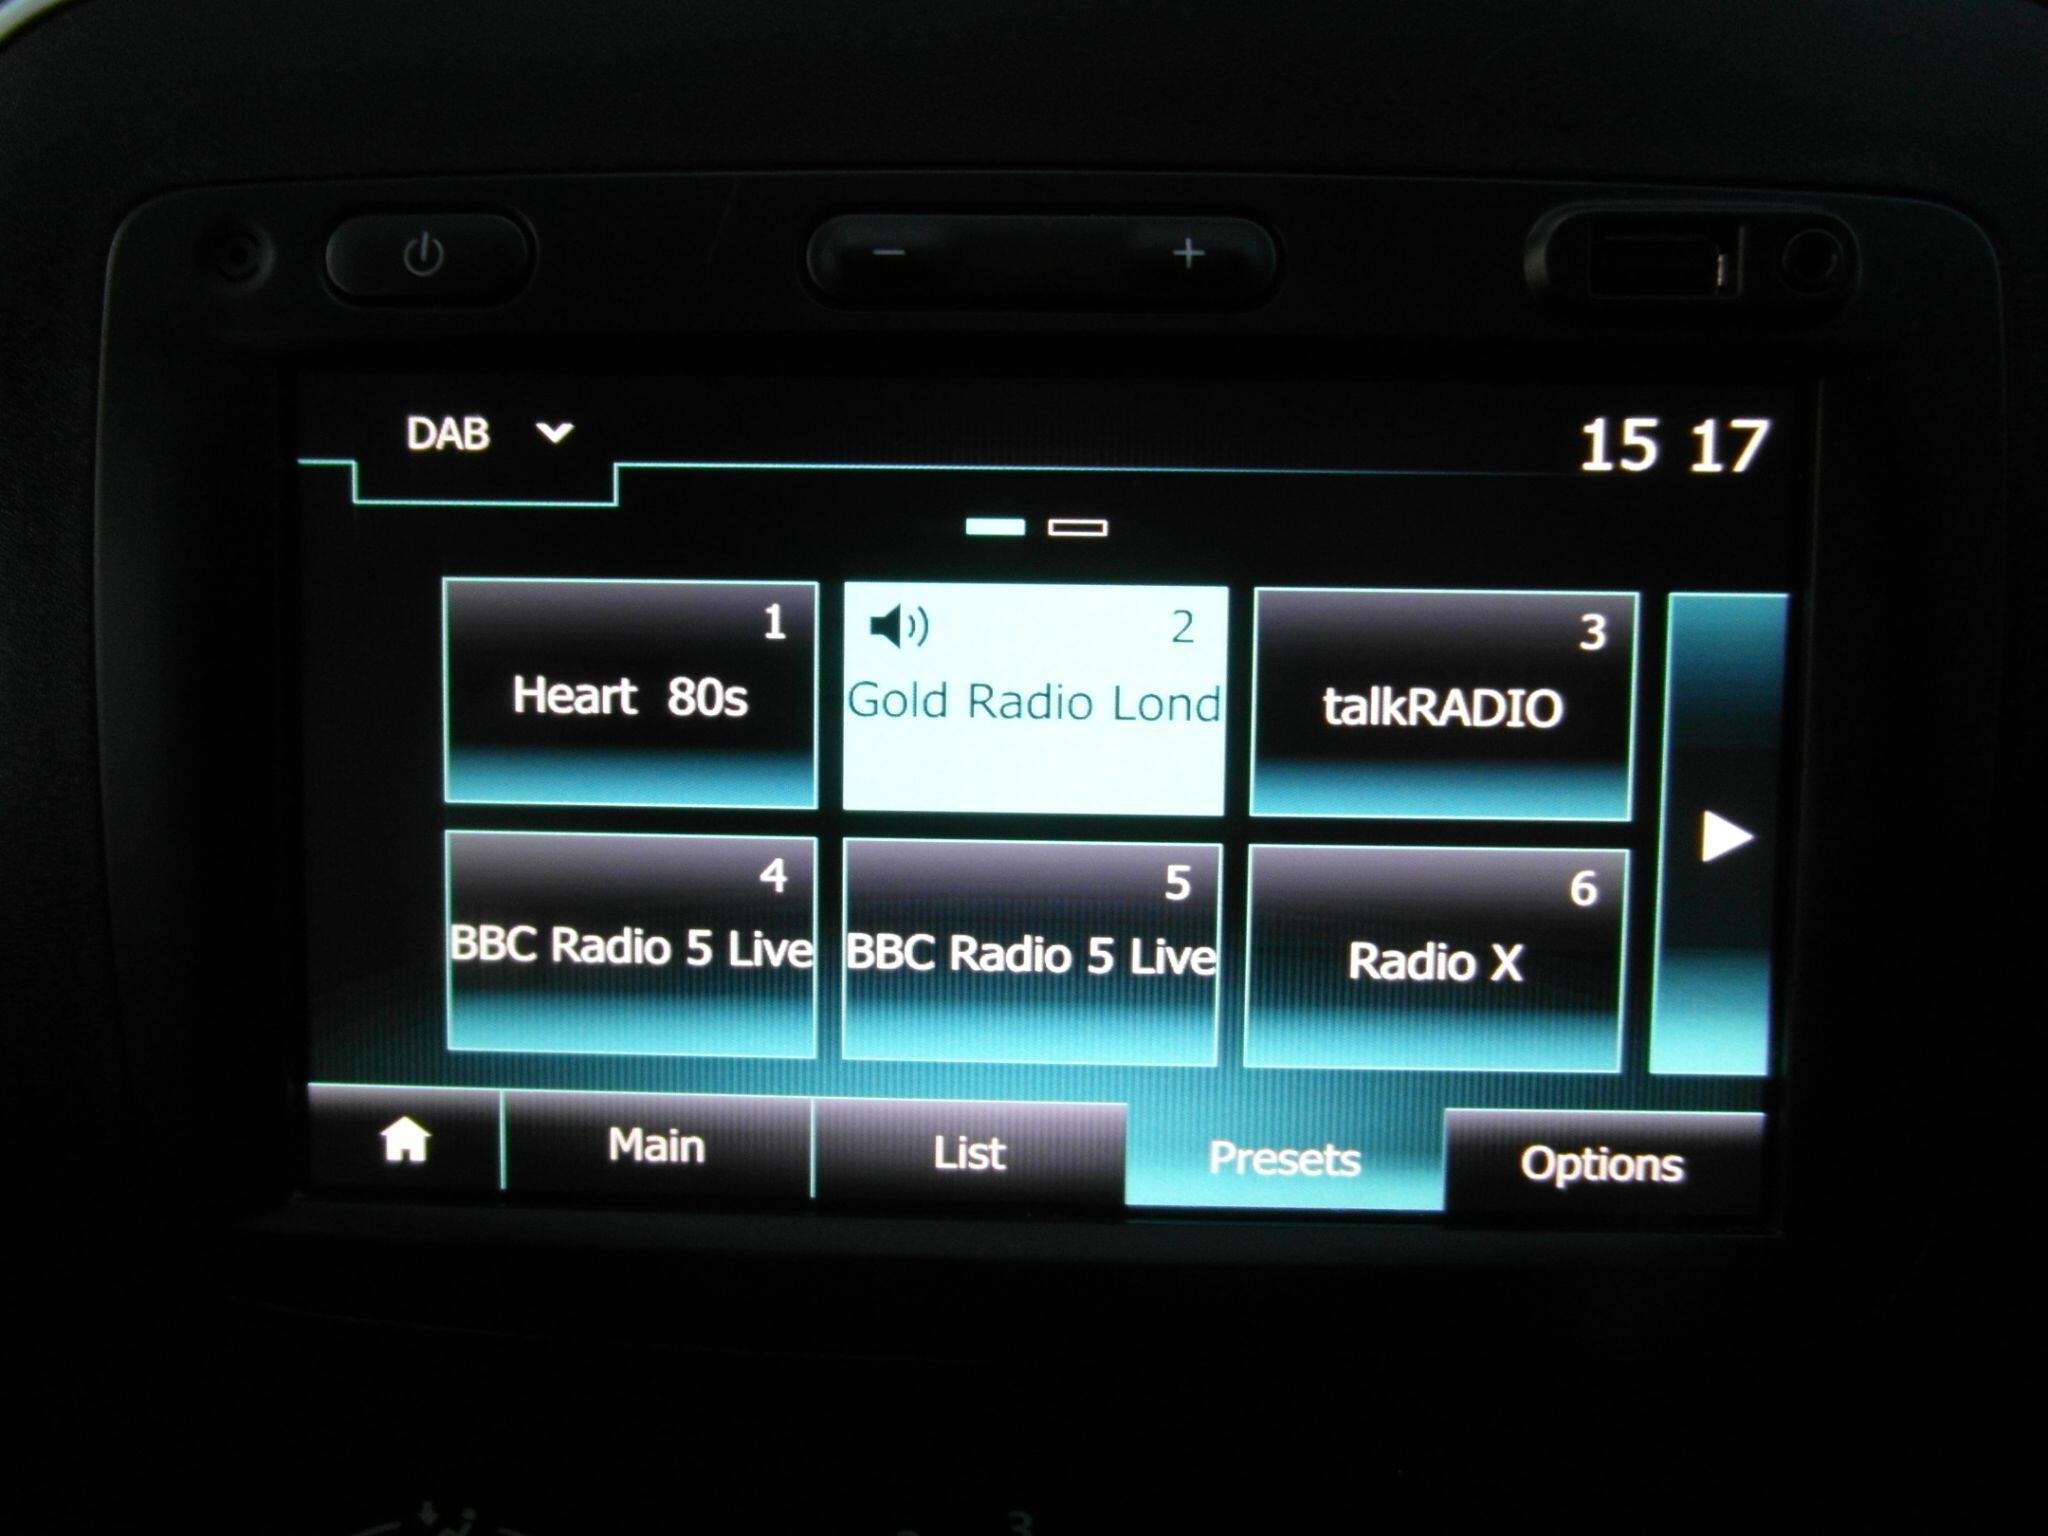 DAB
15 17
1
Heart 80s
2
Gold Radio Lond
3
talkRADIO
4
BBC Radio 5 Live
5
BBC Radio 5 Live
6
Radio X
Main
List
Presets
Options
3